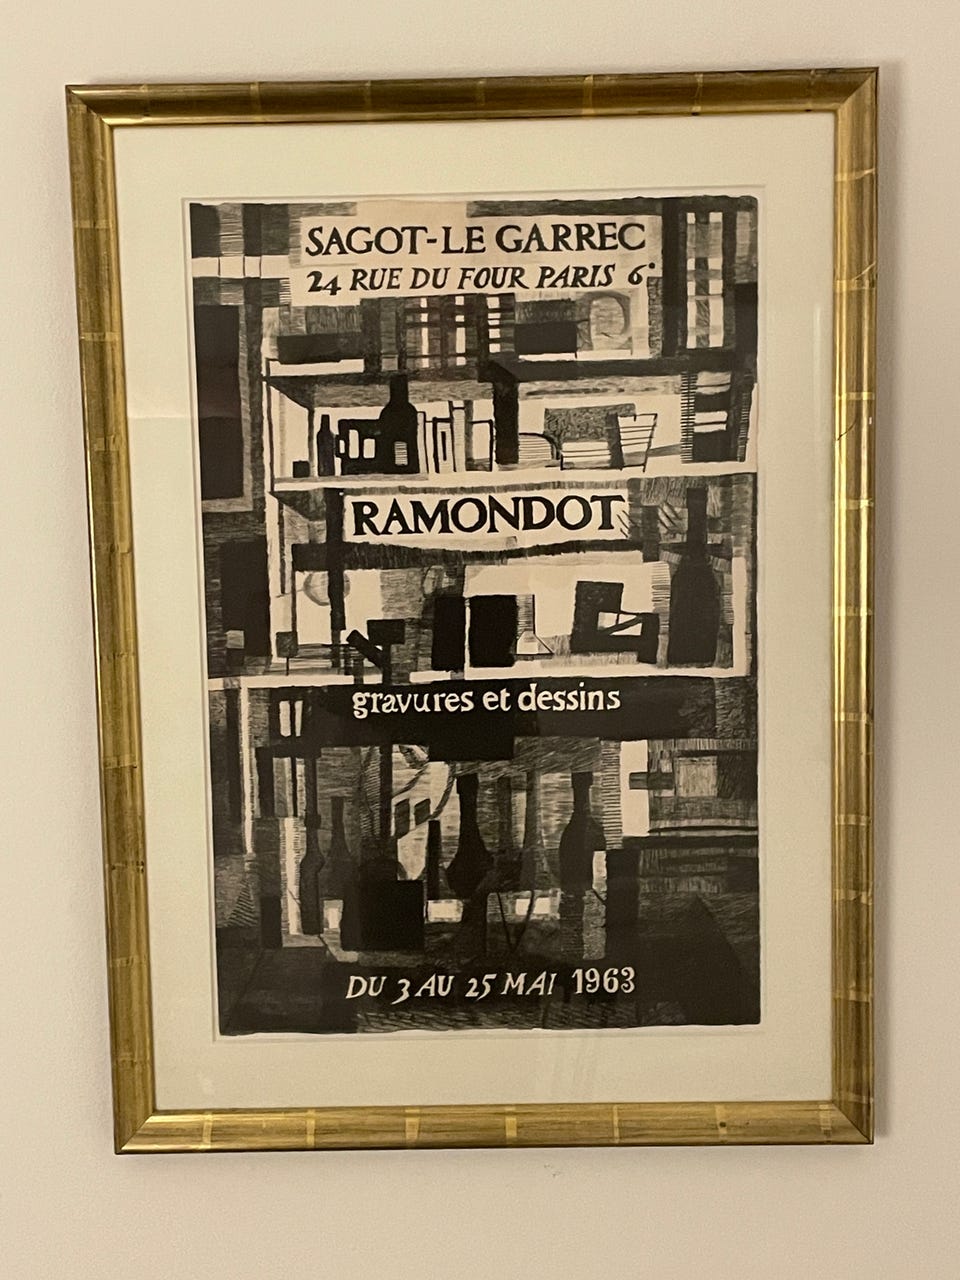 SAGOT-LE GARREC
24 RUE DU FOUR PARIS 6e
RAMONDOT
gravures et dessins
DU 3 AU 25 MAI 1963